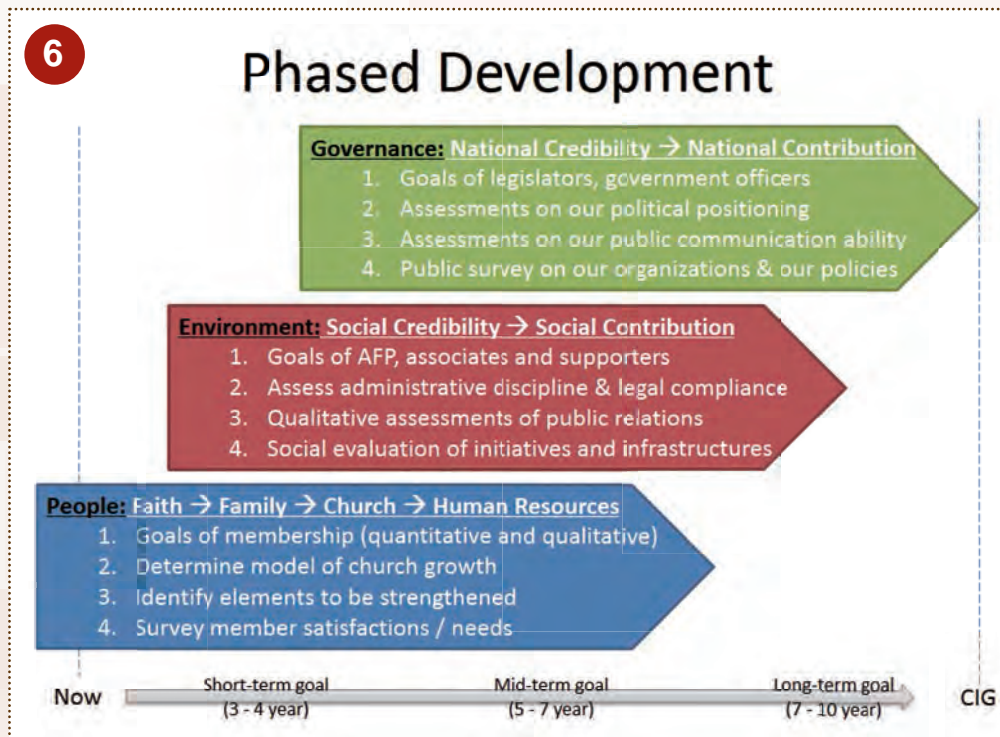 6
Phased Development
Governance: National Credibility → National Contribution
1. Goals of legislators, government officers
2. Assessments on our political positioning
3. Assessments on our public communication ability
4. Public survey on our organizations & our policies
Environment: Social Credibility → Social Contribution
1. Goals of AFP, associates and supporters
2. Assess administrative discipline & legal compliance
3. Qualitative assessments of public relations
4. Social evaluation of initiatives and infrastructures
People: Faith → Family → Church → Human Resources
1. Goals of membership (quantitative and qualitative)
2. Determine model of church growth
3. Identify elements to be strengthened
4. Survey member satisfactions / needs
Now
Short-term goal
(3 - 4 year)
Mid-term goal
(5 - 7 year)
Long-term goal
(7 - 10 year)
CIG